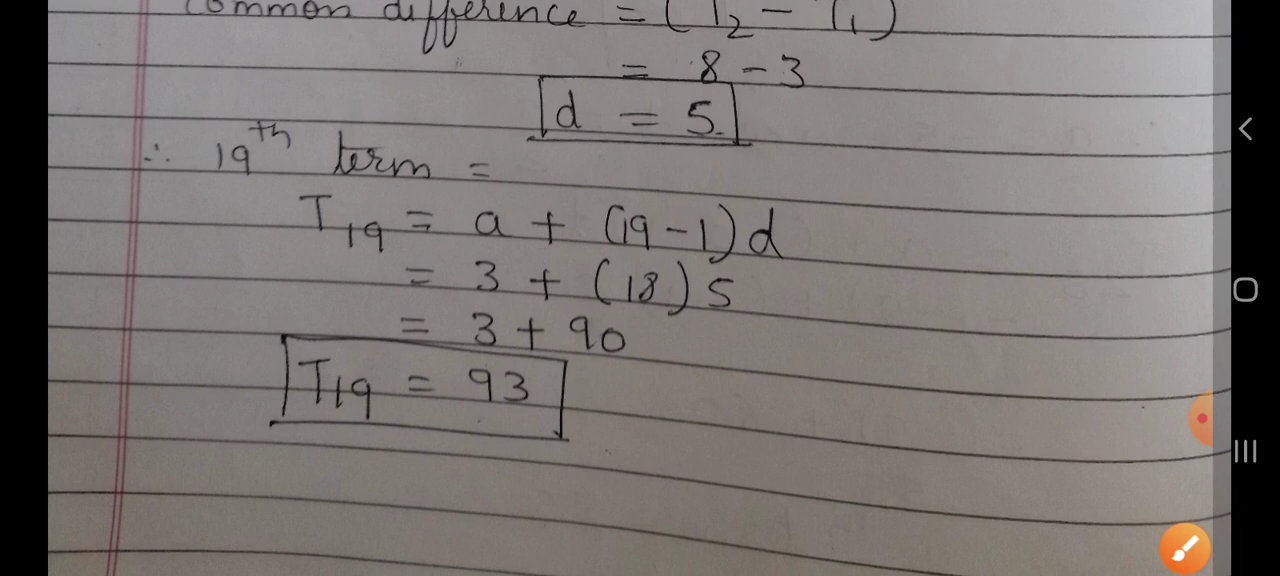 Common difference = (T₂ - T₁)
= 8 - 3
d = 5.
∴ 19ᵗʰ term =
T₁₉ = a + (19-1)d
= 3 + (18)5
= 3 + 90
T₁₉ = 93